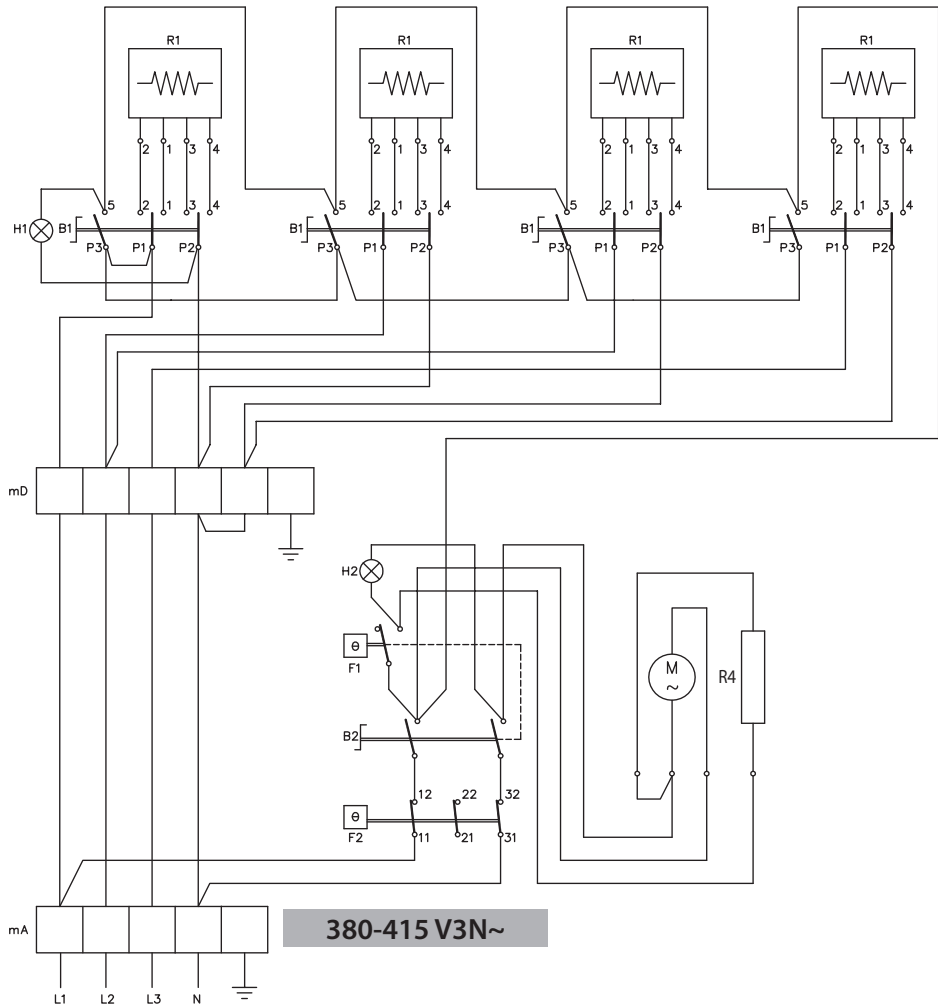 R1 R1 R1 R1
2 1 3 4 2 1 3 4 2 1 3 4 2 1 3 4
5 2 1 3 4 5 2 1 3 4 5 2 1 3 4 5 2 1 3 4
H1 B1 B1 B1 B1
P3 P1 P2 P3 P1 P2 P3 P1 P2 P3 P1 P2
mD
H2
θ
F1
M
~
R4
B2
12 22 32
θ
F2 11 21 31
mA
380-415 V3N~
L1 L2 L3 N